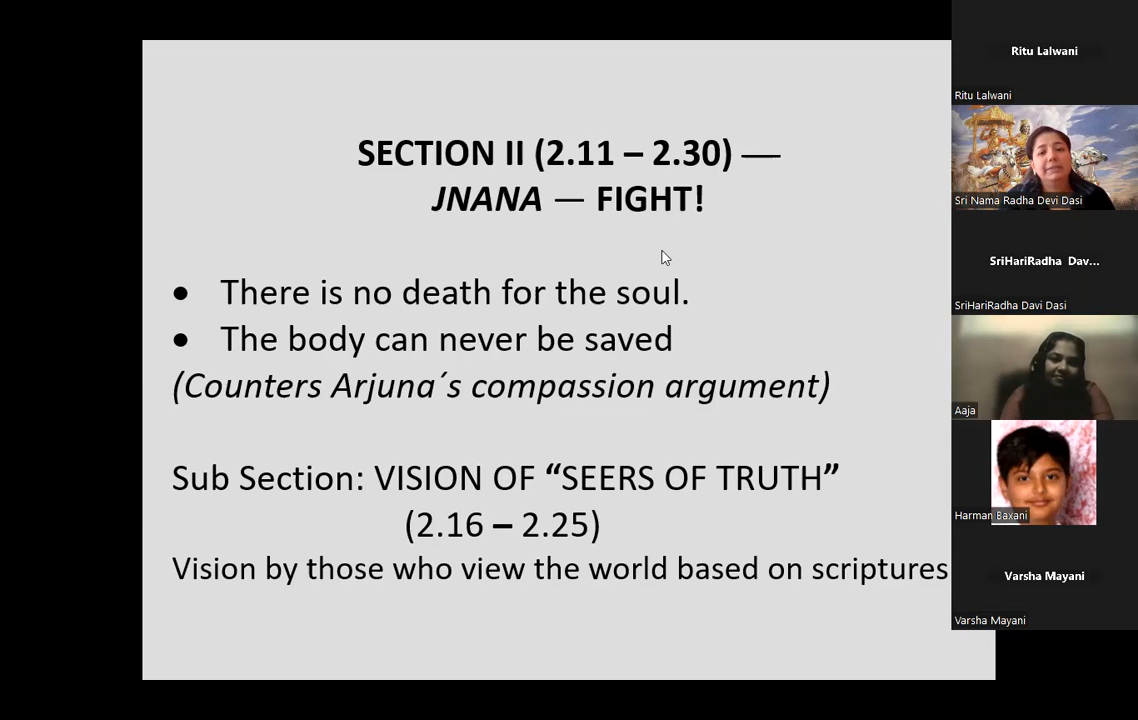 SECTION II (2.11 – 2.30) —
JNANA — FIGHT!
• There is no death for the soul.
• The body can never be saved
(Counters Arjuna´s compassion argument)
Sub Section: VISION OF “SEERS OF TRUTH”
(2.16 – 2.25)
Vision by those who view the world based on scriptures
Ritu Lalwani
Ritu Lalwani
Sri Nama Radha Devi Dasi
SriHariRadha Dav...
SriHariRadha Davi Dasi
Aaja
Harman Baxani
Varsha Mayani
Varsha Mayani